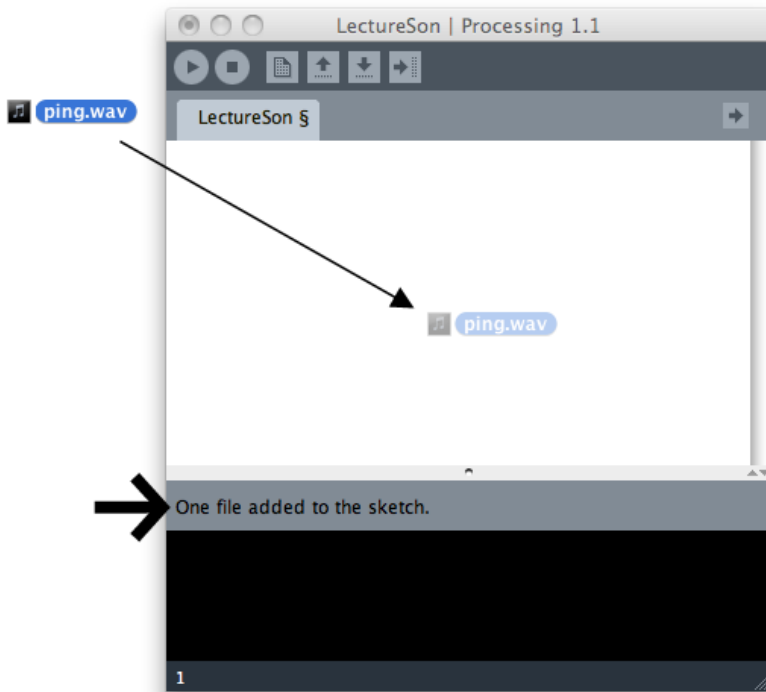 LectureSon | Processing 1.1
ping.wav
LectureSon §
ping.wav
One file added to the sketch.
1